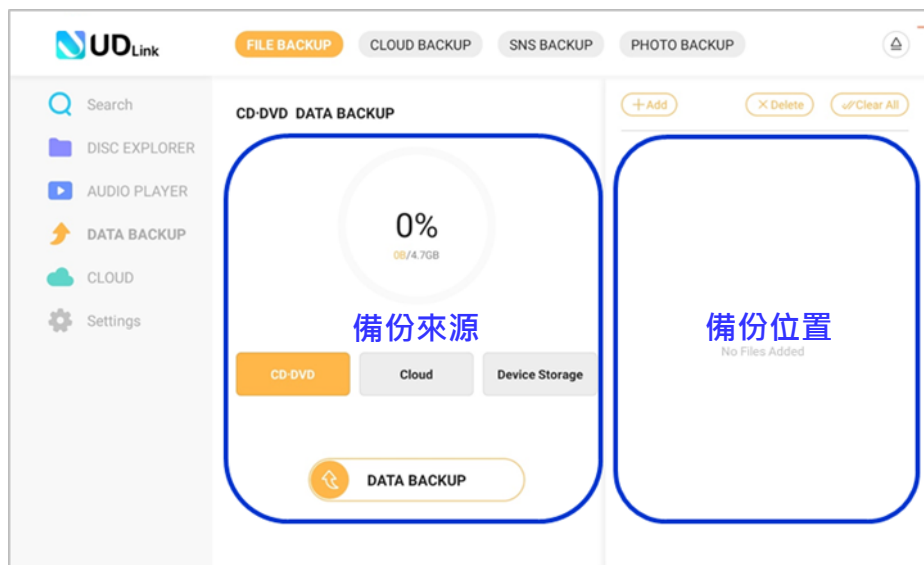 UDLink
FILE BACKUP
CLOUD BACKUP
SNS BACKUP
PHOTO BACKUP
Search
DISC EXPLORER
AUDIO PLAYER
DATA BACKUP
CLOUD
Settings
CD·DVD DATA BACKUP
0%
0B/4.7GB
備份來源
CD·DVD
Cloud
Device Storage
DATA BACKUP
+Add
×Delete
Clear All
備份位置
No Files Added